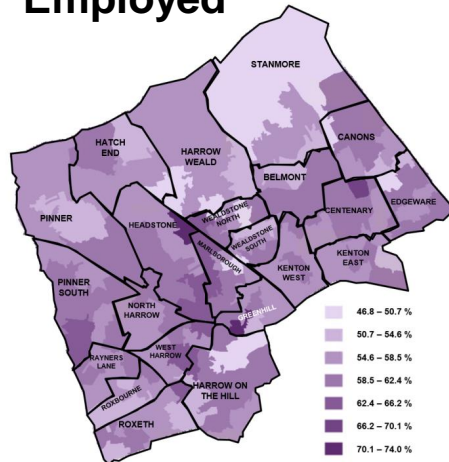 Employed
STANMORE
HATCH
END
HARROW
WEALD
CANONS
BELMONT
EDGEWARE
CENTENARY
PINNER
HEADSTONE
WEALDSTONE
NORTH
WEALDSTONE
SOUTH
MARLBOROUGH
KENTON
EAST
KENTON
WEST
PINNER
SOUTH
NORTH
HARROW
GREENHILL
WEST
HARROW
RAYNERS
LANE
ROXBOURNE
HARROW ON
THE HILL
ROXETH
46.8 – 50.7 %
50.7 – 54.6 %
54.6 – 58.5 %
58.5 – 62.4 %
62.4 – 66.2 %
66.2 – 70.1 %
70.1 – 74.0 %